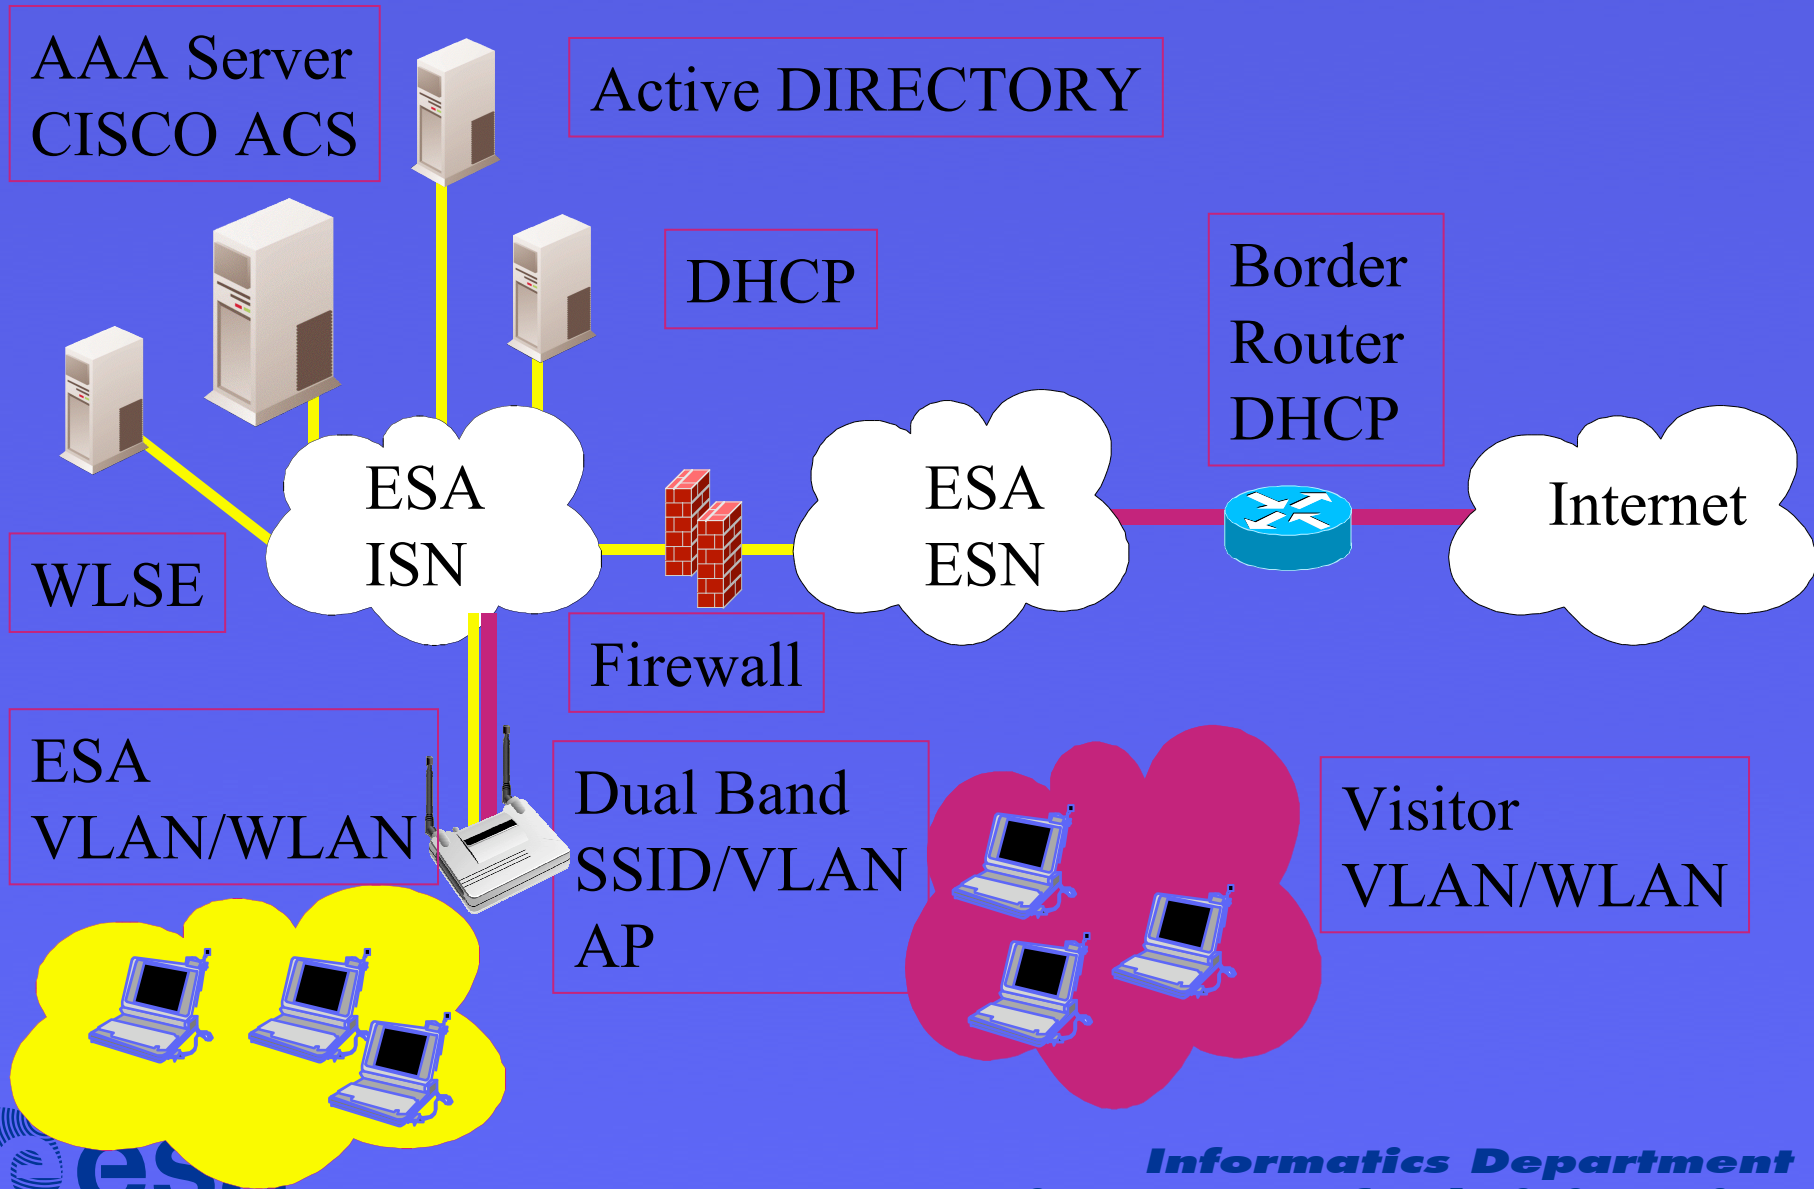 AAA Server
CISCO ACS
Active DIRECTORY
DHCP
Border
Router
DHCP
ESA
ISN
ESA
ESN
Internet
WLSE
Firewall
ESA
VLAN/WLAN
Dual Band
SSID/VLAN
AP
Visitor
VLAN/WLAN
esa
Informatics Department